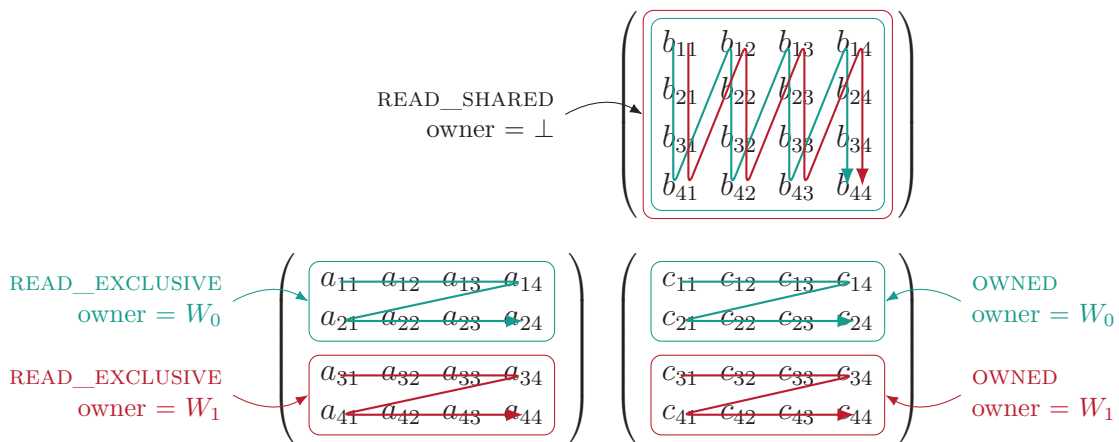 b₁₁ b₁₂ b₁₃ b₁₄
b₂₁ b₂₂ b₂₃ b₂₄
b₃₁ b₃₂ b₃₃ b₃₄
b₄₁ b₄₂ b₄₃ b₄₄
READ_SHARED
owner = ⊥
READ_EXCLUSIVE
owner = W₀
a₁₁ a₁₂ a₁₃ a₁₄
a₂₁ a₂₂ a₂₃ a₂₄
READ_EXCLUSIVE
owner = W₁
a₃₁ a₃₂ a₃₃ a₃₄
a₄₁ a₄₂ a₄₃ a₄₄
c₁₁ c₁₂ c₁₃ c₁₄
c₂₁ c₂₂ c₂₃ c₂₄
OWNED
owner = W₀
c₃₁ c₃₂ c₃₃ c₃₄
c₄₁ c₄₂ c₄₃ c₄₄
OWNED
owner = W₁